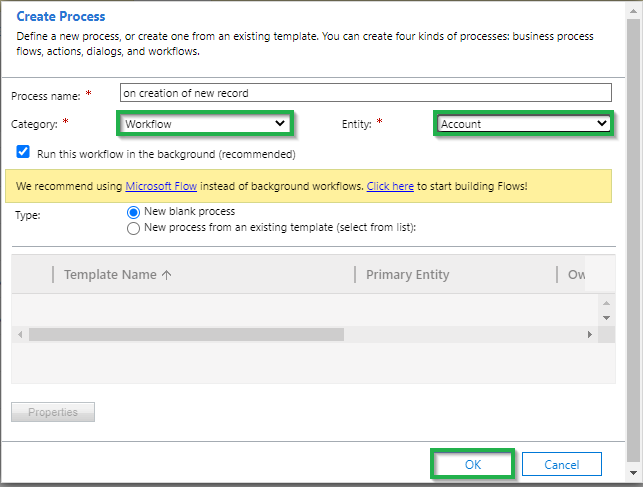 Create Process
Define a new process, or create one from an existing template. You can create four kinds of processes: business process
flows, actions, dialogs, and workflows.
Process name: * on creation of new record
Category: * Workflow Entity: * Account
Run this workflow in the background (recommended)
We recommend using Microsoft Flow instead of background workflows. Click here to start building Flows!
Type: New blank process
New process from an existing template (select from list):
Template Name ↑ Primary Entity Ow
Properties
OK Cancel